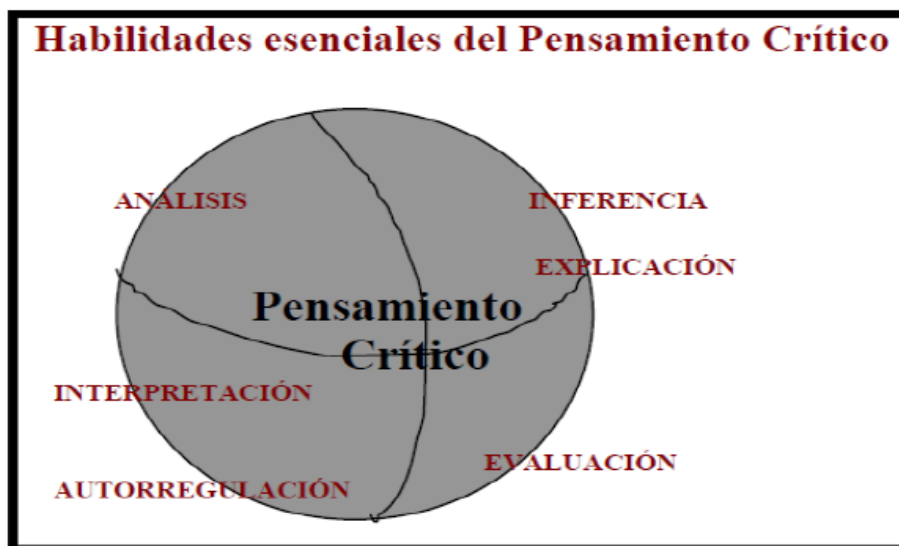 Habilidades esenciales del Pensamiento Crítico
ANÁLISIS
INFERENCIA
EXPLICACIÓN
Pensamiento
Crítico
INTERPRETACIÓN
EVALUACIÓN
AUTORREGULACIÓN